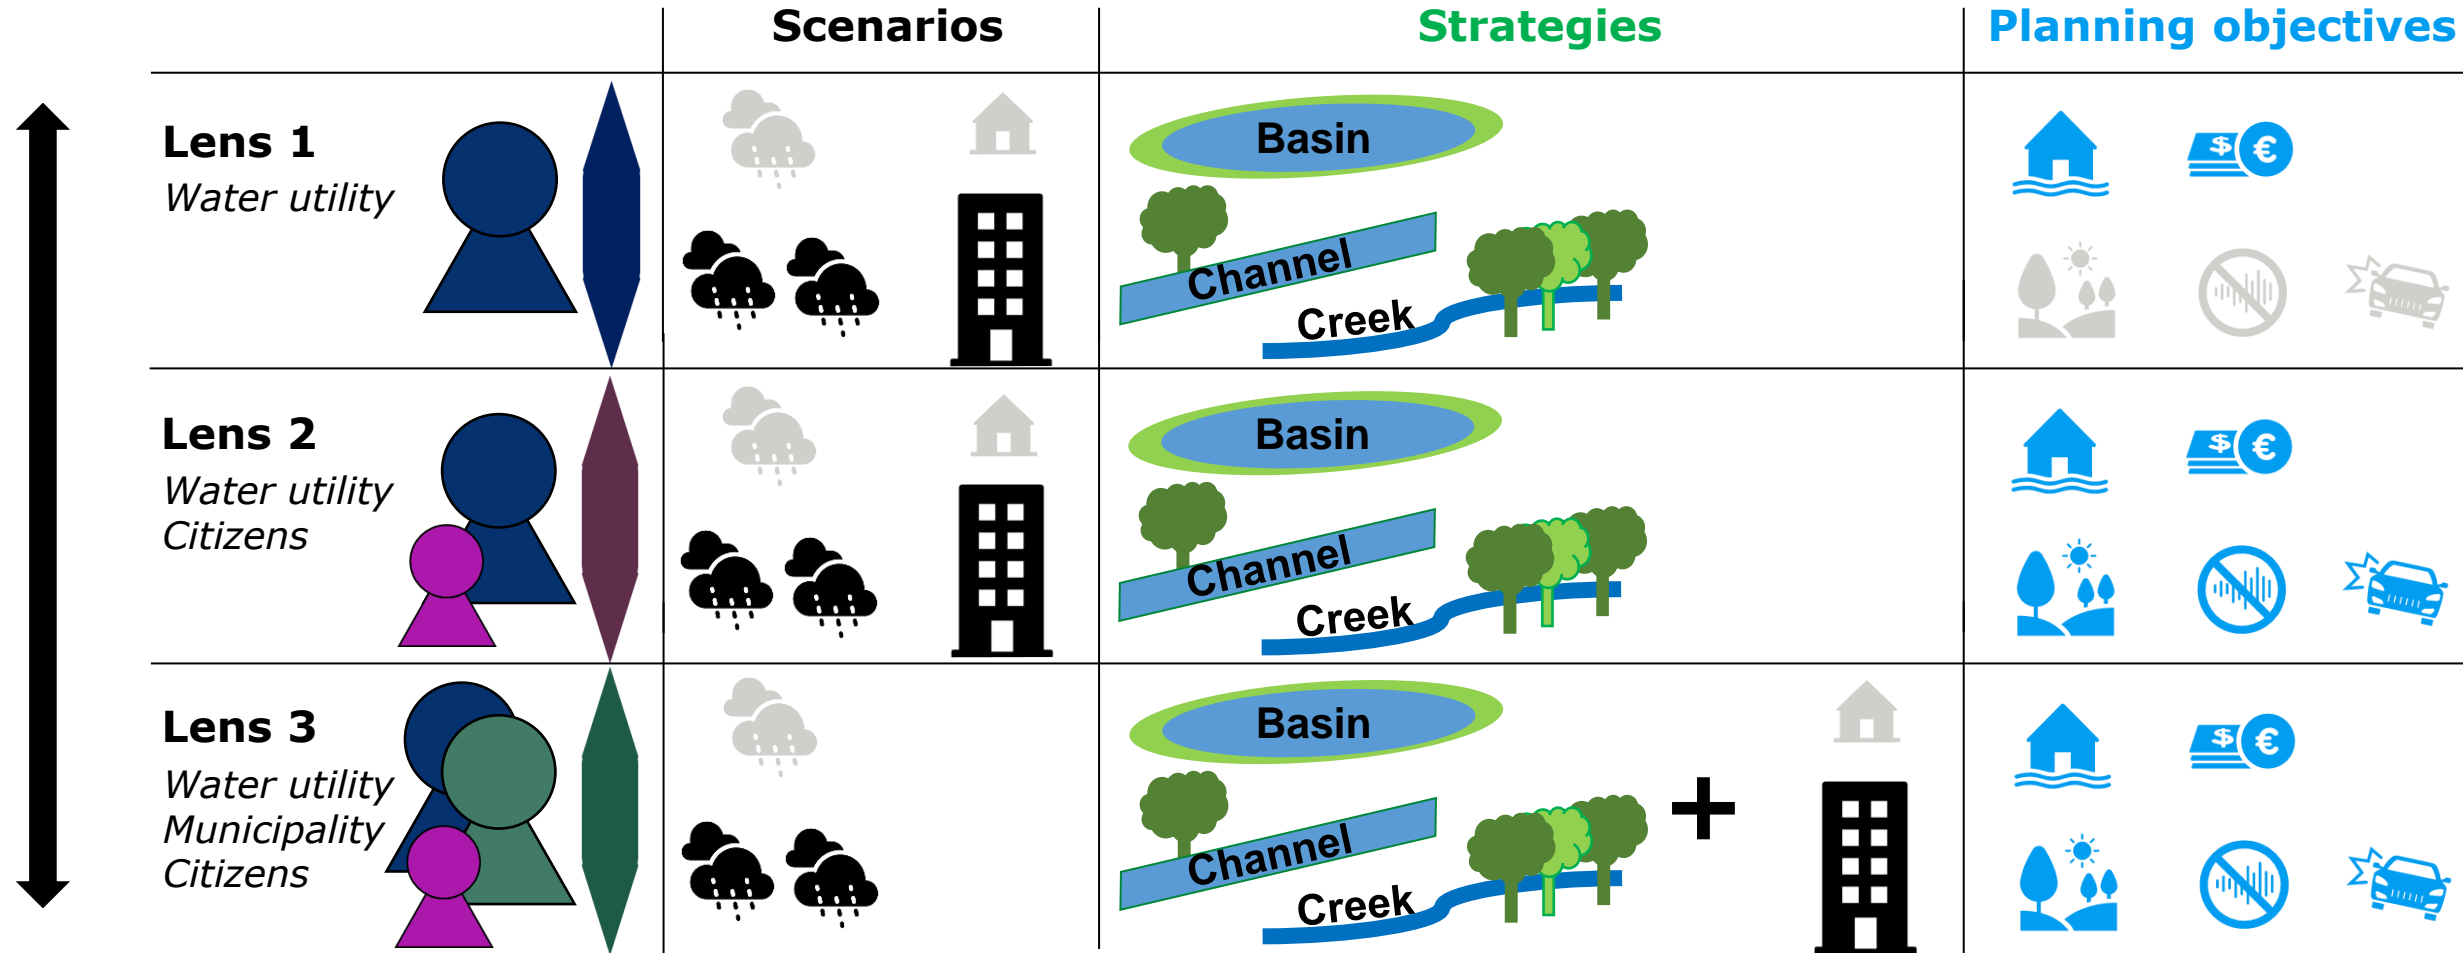 Scenarios
Strategies
Planning objectives
Lens 1
Water utility
Basin
Channel
Creek
$ €
Lens 2
Water utility
Citizens
Basin
Channel
Creek
$ €
Lens 3
Water utility
Municipality
Citizens
Basin
Channel
Creek
+
$ €